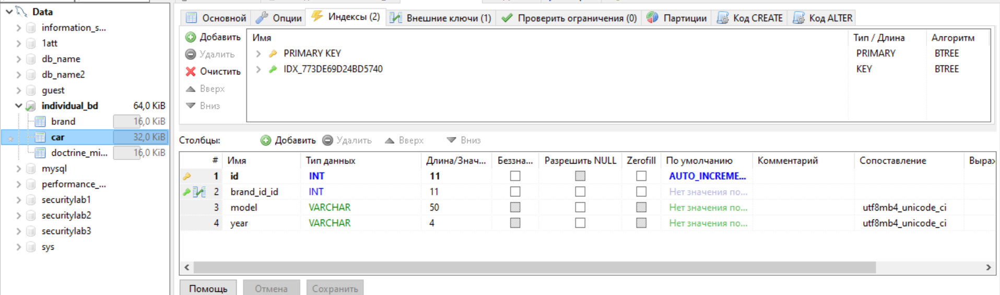 Data
information_s...
1att
db_name
db_name2
guest
individual_bd 64,0 KiB
brand 16,0 KiB
car 32,0 KiB
doctrine_mi... 16,0 KiB
mysql
performance_...
securitylab1
securitylab2
securitylab3
sys
Основной Опции Индексы (2) Внешние ключи (1) Проверить ограничения (0) Партиции Код CREATE Код ALTER
Добавить
Удалить
Очистить
Вверх
Вниз
Имя Тип / Длина Алгоритм
PRIMARY KEY PRIMARY BTREE
IDX_773DE69D24BD5740 KEY BTREE
Столбцы: Добавить Удалить Вверх Вниз
# Имя Тип данных Длина/Знач... Беззна... Разрешить NULL Zerofill По умолчанию Комментарий Сопоставление Выраж
1 id INT 11 AUTO_INCREME...
2 brand_id_id INT 11 Нет значения по...
3 model VARCHAR 50 Нет значения по... utf8mb4_unicode_ci
4 year VARCHAR 4 Нет значения по... utf8mb4_unicode_ci
Помощь Отмена Сохранить